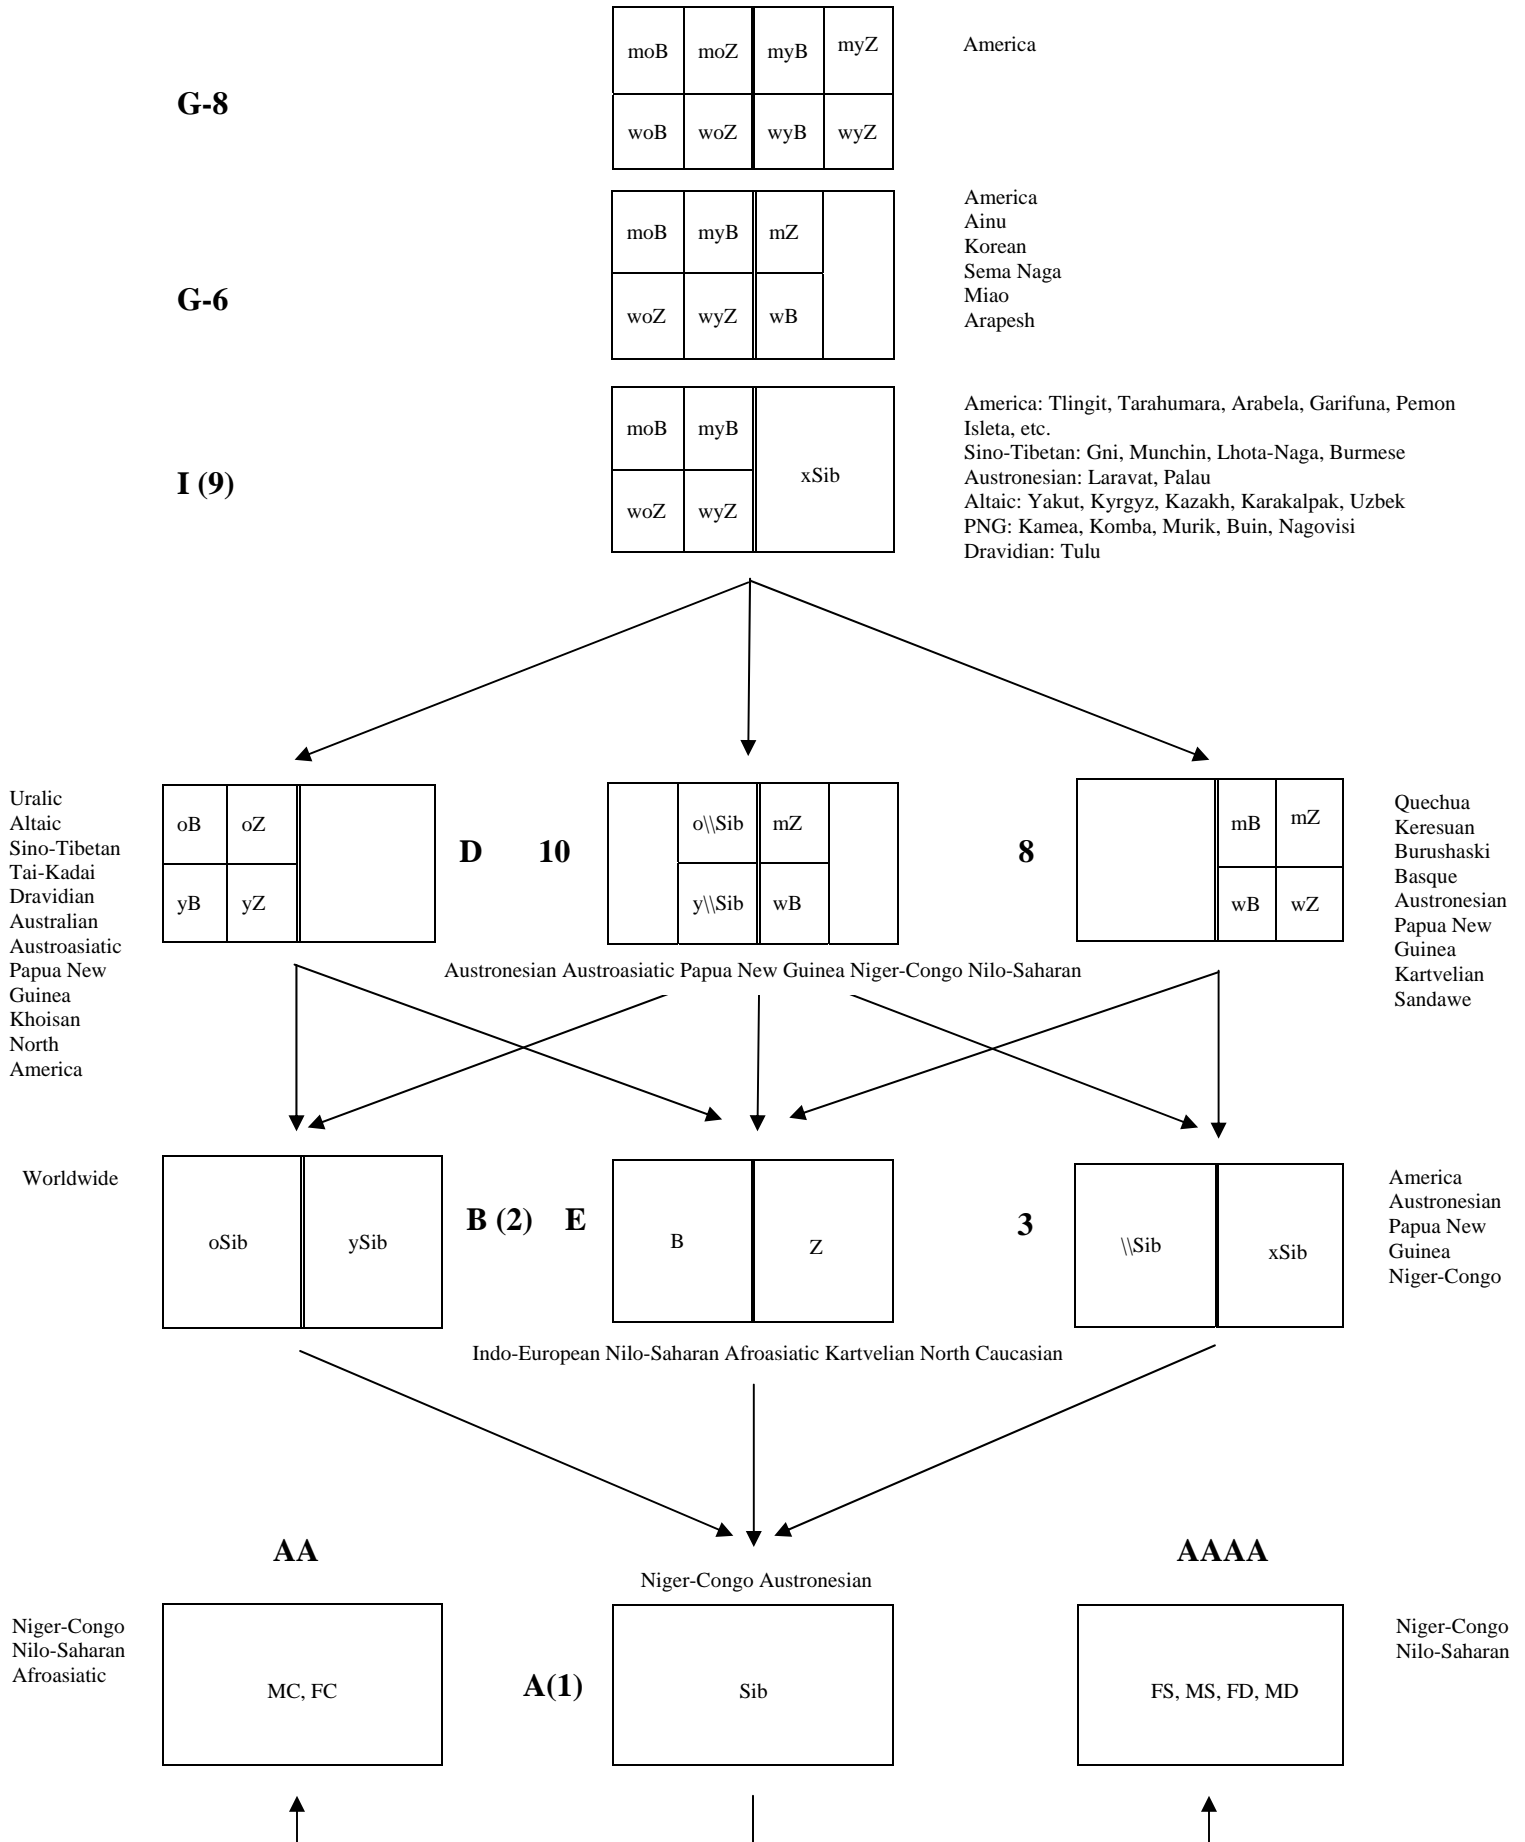 moB moZ myB myZ
America
G-8
woB woZ wyB wyZ
moB myB mZ
America
Ainu
Korean
Sema Naga
Miao
Arapesh
G-6
woZ wyZ wB
moB myB
xSib
woZ wyZ
I (9)
America: Tlingit, Tarahumara, Arabela, Garifuna, Pemon
Isleta, etc.
Sino-Tibetan: Gni, Munchin, Lhota-Naga, Burmese
Austronesian: Laravat, Palau
Altaic: Yakut, Kyrgyz, Kazakh, Karakalpak, Uzbek
PNG: Kamea, Komba, Murik, Buin, Nagovisi
Dravidian: Tulu
Uralic
Altaic
Sino-Tibetan
Tai-Kadai
Dravidian
Australian
Austroasiatic
Papua New
Guinea
Khoisan
North
America
oB oZ
yB yZ
D
10
o\\Sib mZ
y\\Sib wB
8
mB mZ
wB wZ
Quechua
Keresuan
Burushaski
Basque
Austronesian
Papua New
Guinea
Kartvelian
Sandawe
Austronesian Austroasiatic Papua New Guinea Niger-Congo Nilo-Saharan
Worldwide
oSib ySib
B (2)
E
B Z
3
\\Sib xSib
America
Austronesian
Papua New
Guinea
Niger-Congo
Indo-European Nilo-Saharan Afroasiatic Kartvelian North Caucasian
AA
AAAA
Niger-Congo Austronesian
Niger-Congo
Nilo-Saharan
Afroasiatic
MC, FC
A(1)
Sib
FS, MS, FD, MD
Niger-Congo
Nilo-Saharan